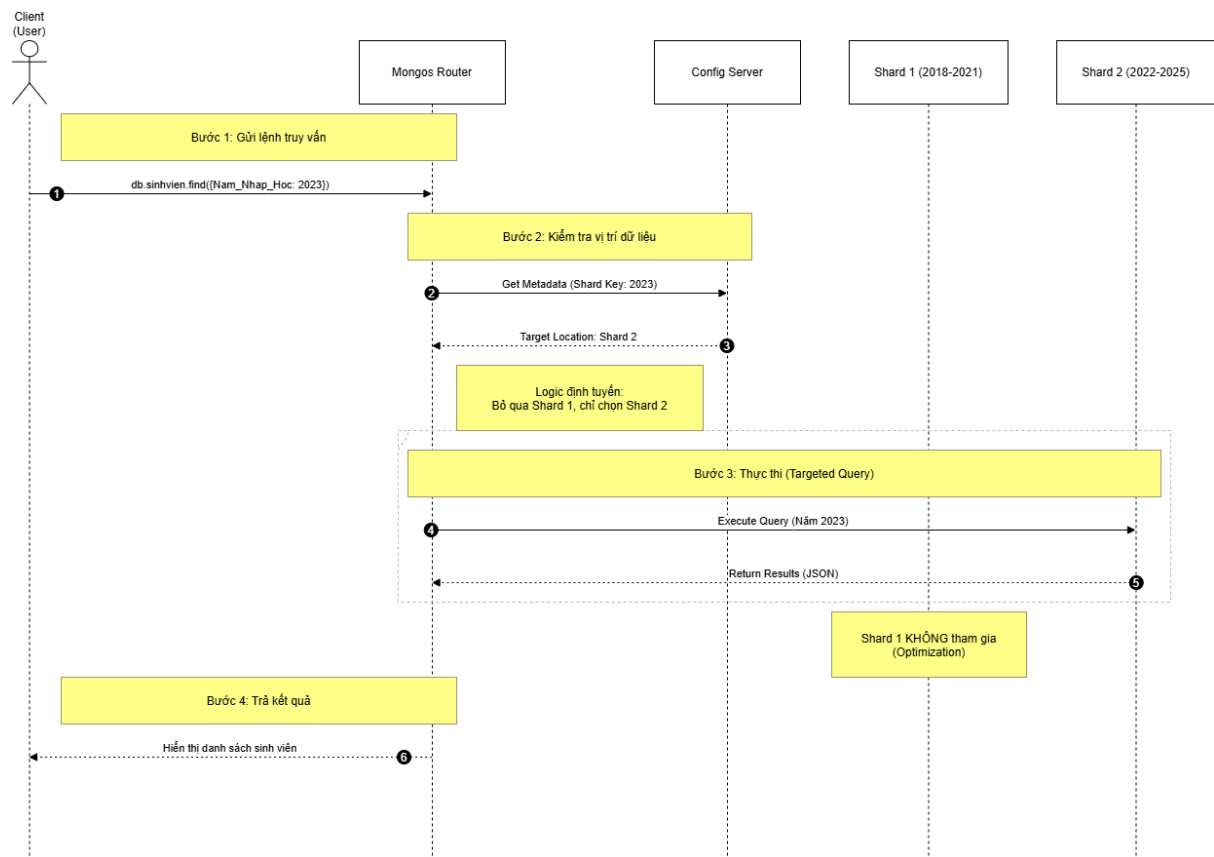 Client
(User)
Mongos Router
Config Server
Shard 1 (2018-2021)
Shard 2 (2022-2025)
Bước 1: Gửi lệnh truy vấn
1
db.sinhvien.find({Nam_Nhap_Hoc: 2023})
Bước 2: Kiểm tra vị trí dữ liệu
2
Get Metadata (Shard Key: 2023)
Target Location: Shard 2
3
Logic định tuyến:
Bỏ qua Shard 1, chỉ chọn Shard 2
Bước 3: Thực thi (Targeted Query)
4
Execute Query (Năm 2023)
Return Results (JSON)
5
Shard 1 KHÔNG tham gia
(Optimization)
Bước 4: Trả kết quả
Hiển thị danh sách sinh viên
6